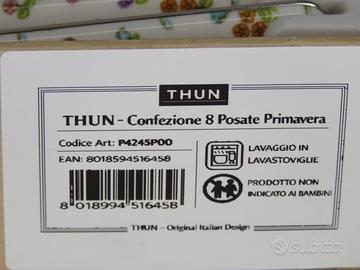 THUN
THUN - Confezione 8 Posate Primavera
Codice Art: P4245P00
EAN: 8018594516458
LAVAGGIO IN
LAVASTOVIGLIE
PRODOTTO NON
INDICATO AI BAMBINI
8 018994 516458
THUN - Original Italian Design
subito